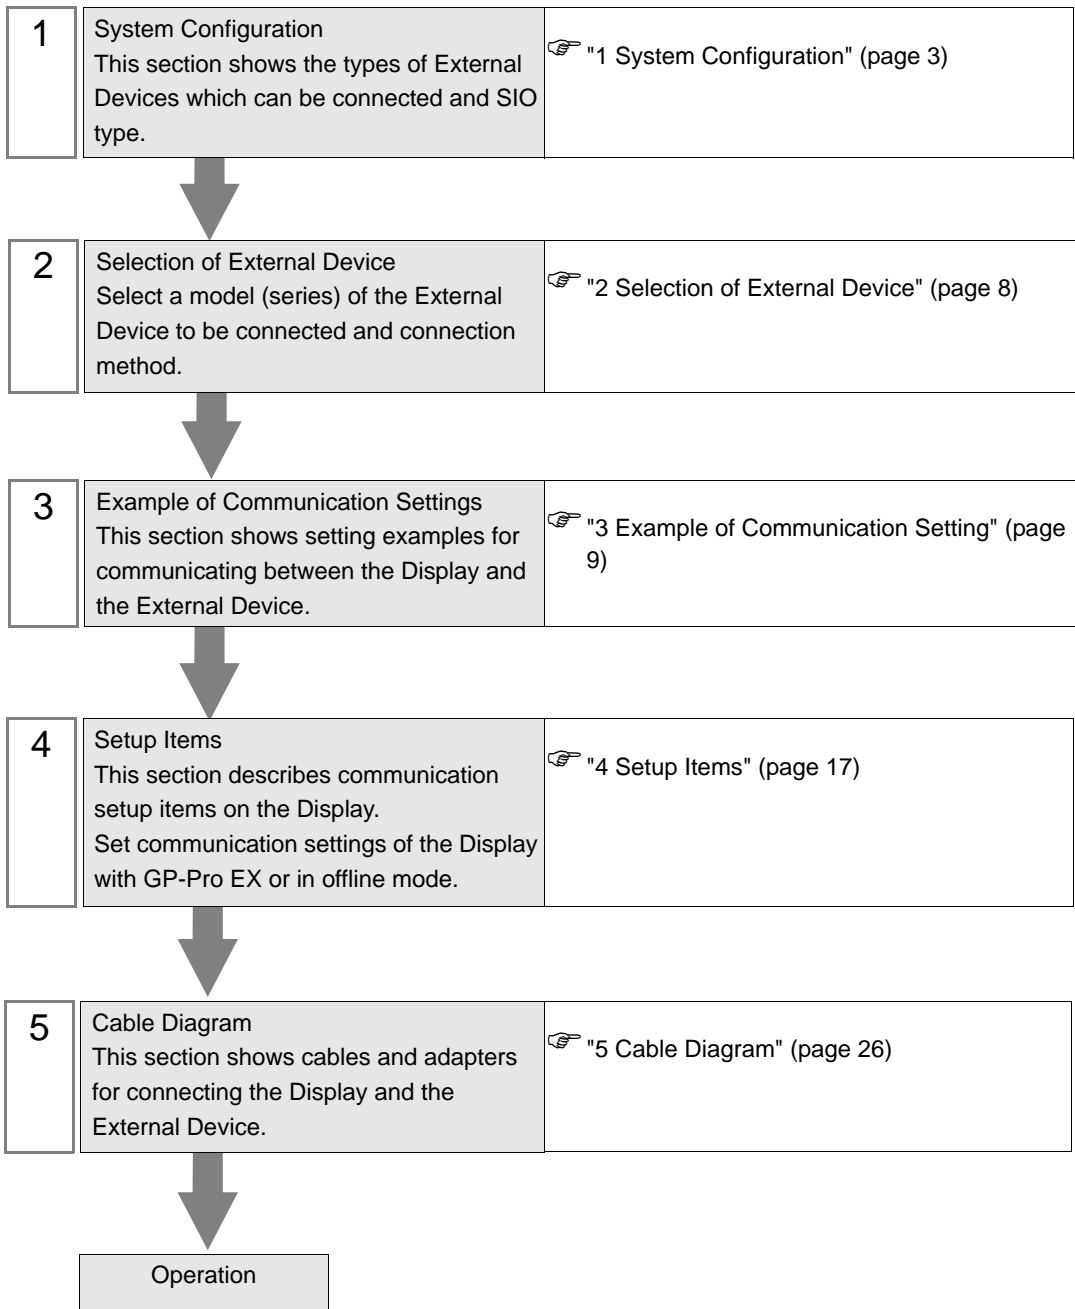 1
System Configuration
This section shows the types of External
Devices which can be connected and SIO
type.
"1 System Configuration" (page 3)
2
Selection of External Device
Select a model (series) of the External
Device to be connected and connection
method.
"2 Selection of External Device" (page 8)
3
Example of Communication Settings
This section shows setting examples for
communicating between the Display and
the External Device.
"3 Example of Communication Setting" (page
9)
4
Setup Items
This section describes communication
setup items on the Display.
Set communication settings of the Display
with GP-Pro EX or in offline mode.
"4 Setup Items" (page 17)
5
Cable Diagram
This section shows cables and adapters
for connecting the Display and the
External Device.
"5 Cable Diagram" (page 26)
Operation